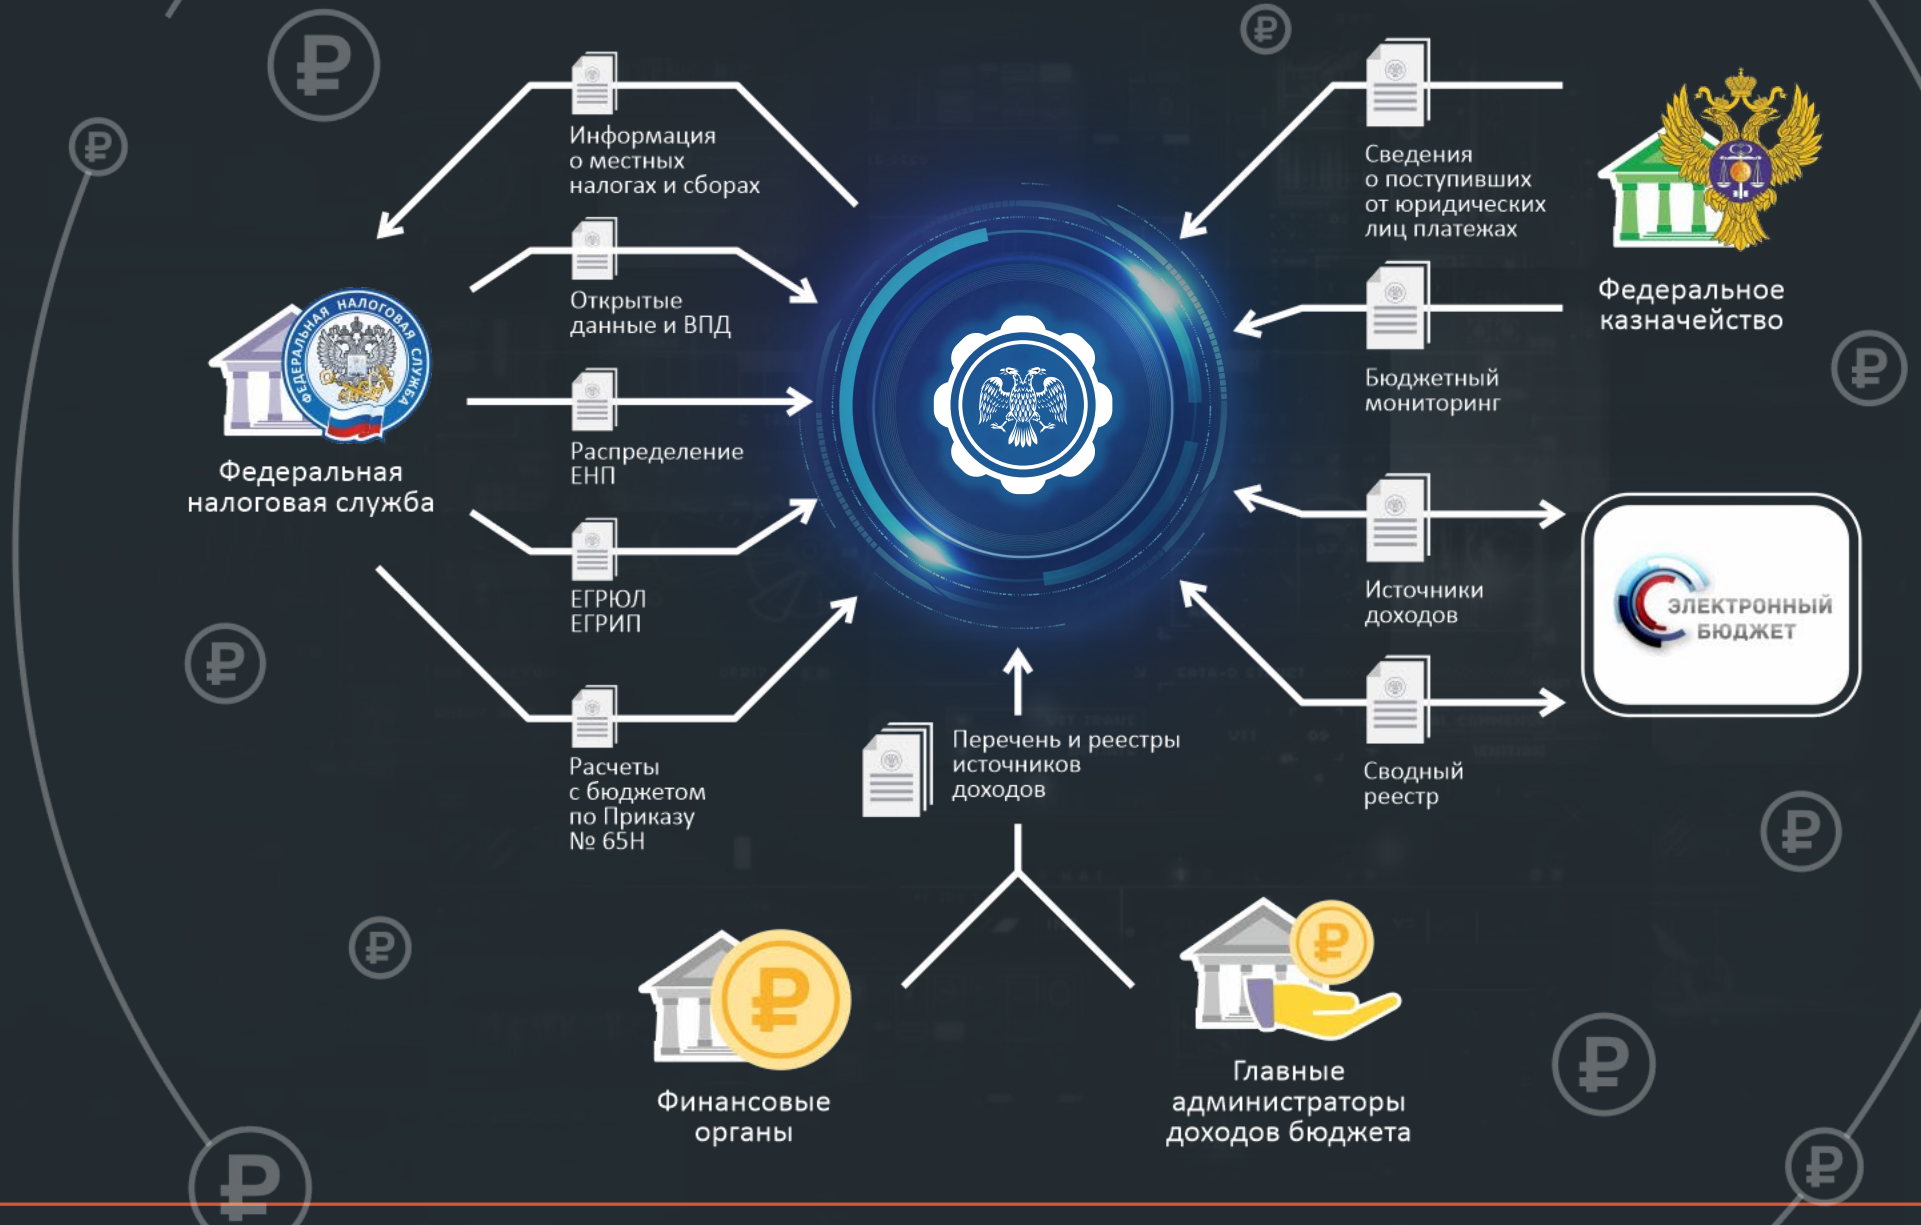 Информация
о местных
налогах и сборах
Открытые
данные и ВПД
Распределение
ЕНП
ЕГРЮЛ
ЕГРИП
Расчеты
с бюджетом
по Приказу
№ 65Н
ФЕДЕРАЛЬНАЯ НАЛОГОВАЯ СЛУЖБА
Федеральная
налоговая служба
Сведения
о поступивших
от юридических
лиц платежах
Бюджетный
мониторинг
Источники
доходов
Сводный
реестр
Федеральное
казначейство
ЭЛЕКТРОННЫЙ
БЮДЖЕТ
Перечень и реестры
источников
доходов
Финансовые
органы
Главные
администраторы
доходов бюджета